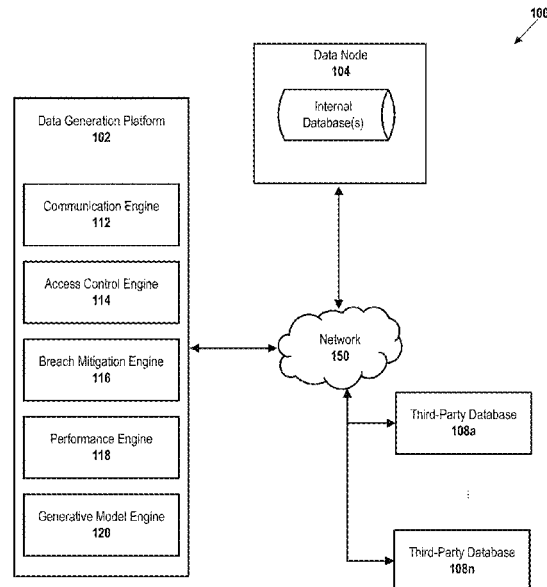 100
Data Node
104
Internal
Database(s)
Data Generation Platform
102
Communication Engine
112
Access Control Engine
114
Breach Mitigation Engine
116
Performance Engine
118
Generative Model Engine
120
Network
150
Third-Party Database
108a
...
Third-Party Database
108n